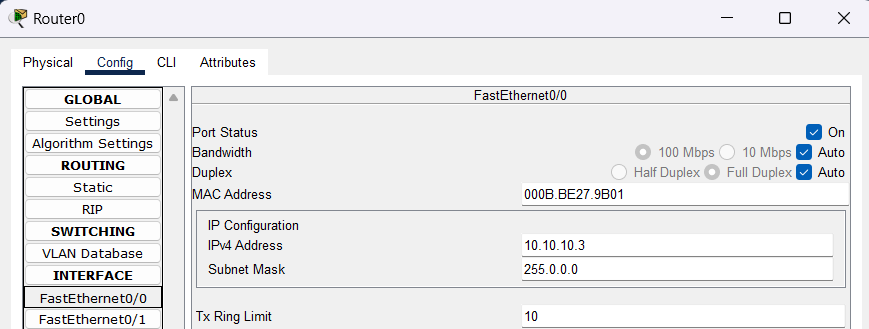 Router0
Physical Config CLI Attributes
GLOBAL
Settings
Algorithm Settings
ROUTING
Static
RIP
SWITCHING
VLAN Database
INTERFACE
FastEthernet0/0
FastEthernet0/1
FastEthernet0/0
Port Status On
Bandwidth 100 Mbps 10 Mbps Auto
Duplex Half Duplex Full Duplex Auto
MAC Address 000B.BE27.9B01
IP Configuration
IPv4 Address 10.10.10.3
Subnet Mask 255.0.0.0
Tx Ring Limit 10